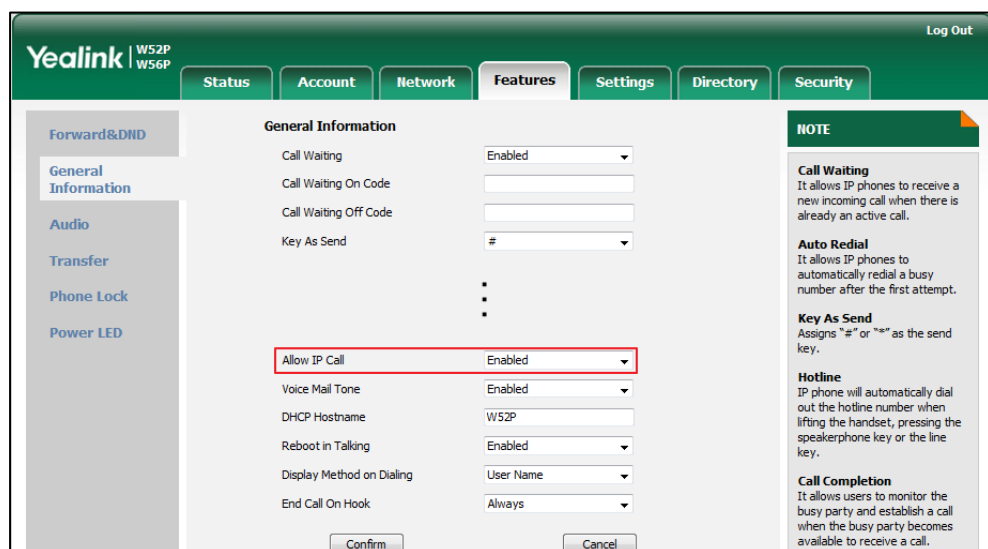 Log Out
Yealink | W52P
W56P
Status Account Network Features Settings Directory Security
Forward&DND
General
Information
Audio
Transfer
Phone Lock
Power LED
General Information
Call Waiting Enabled
Call Waiting On Code
Call Waiting Off Code
Key As Send #
Allow IP Call Enabled
Voice Mail Tone Enabled
DHCP Hostname W52P
Reboot in Talking Enabled
Display Method on Dialing User Name
End Call On Hook Always
Confirm Cancel
NOTE
Call Waiting
It allows IP phones to receive a
new incoming call when there is
already an active call.
Auto Redial
It allows IP phones to
automatically redial a busy
number after the first attempt.
Key As Send
Assigns "#" or "*" as the send
key.
Hotline
IP phone will automatically dial
out the hotline number when
lifting the handset, pressing the
speakerphone key or the line
key.
Call Completion
It allows users to monitor the
busy party and establish a call
when the busy party becomes
available to receive a call.